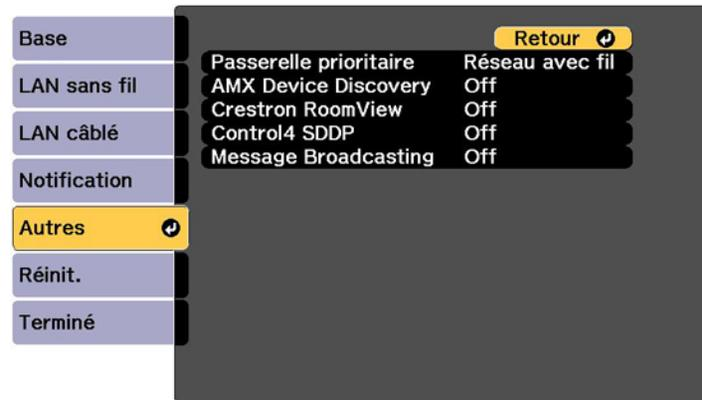 Base
LAN sans fil
LAN câblé
Notification
Autres
Réinit.
Terminé
Retour
Passerelle prioritaire Réseau avec fil
AMX Device Discovery Off
Crestron RoomView Off
Control4 SDDP Off
Message Broadcasting Off